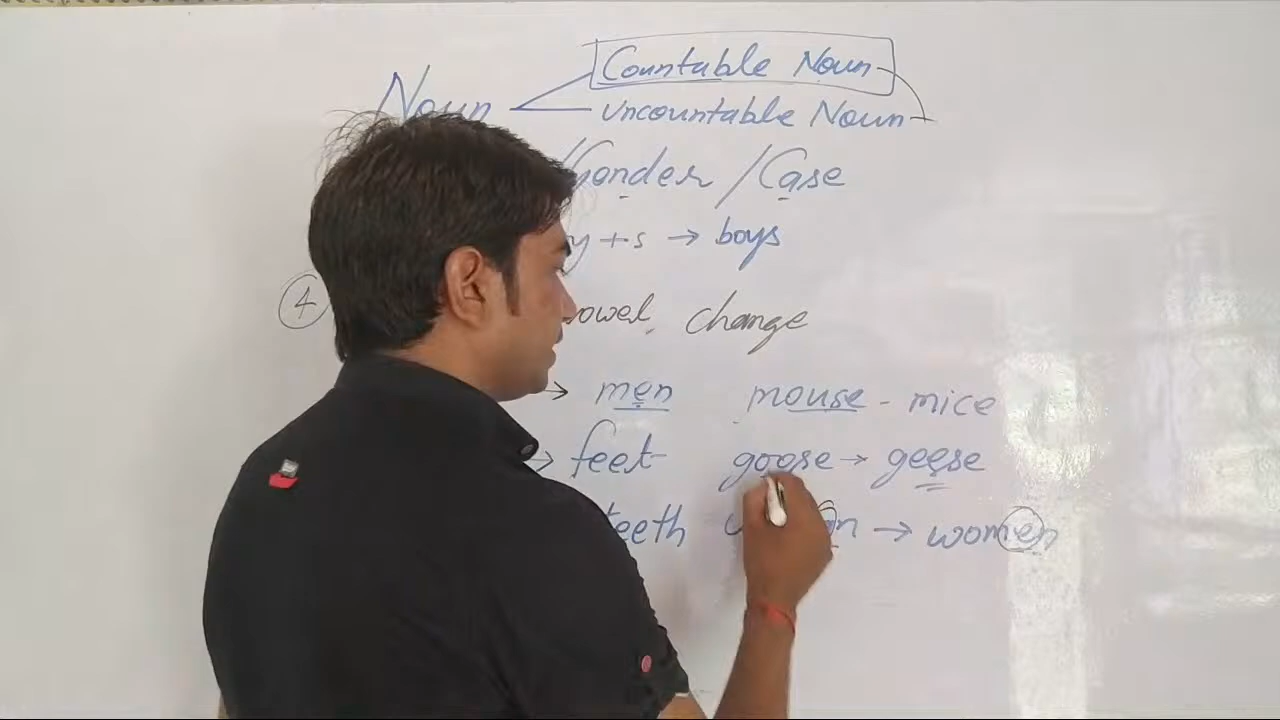 Countable Noun
Noun
Uncountable Noun
/Gender /Case
y + s → boys
④ vowel change
→ men mouse - mice
→ feet goose → geese
teeth → women